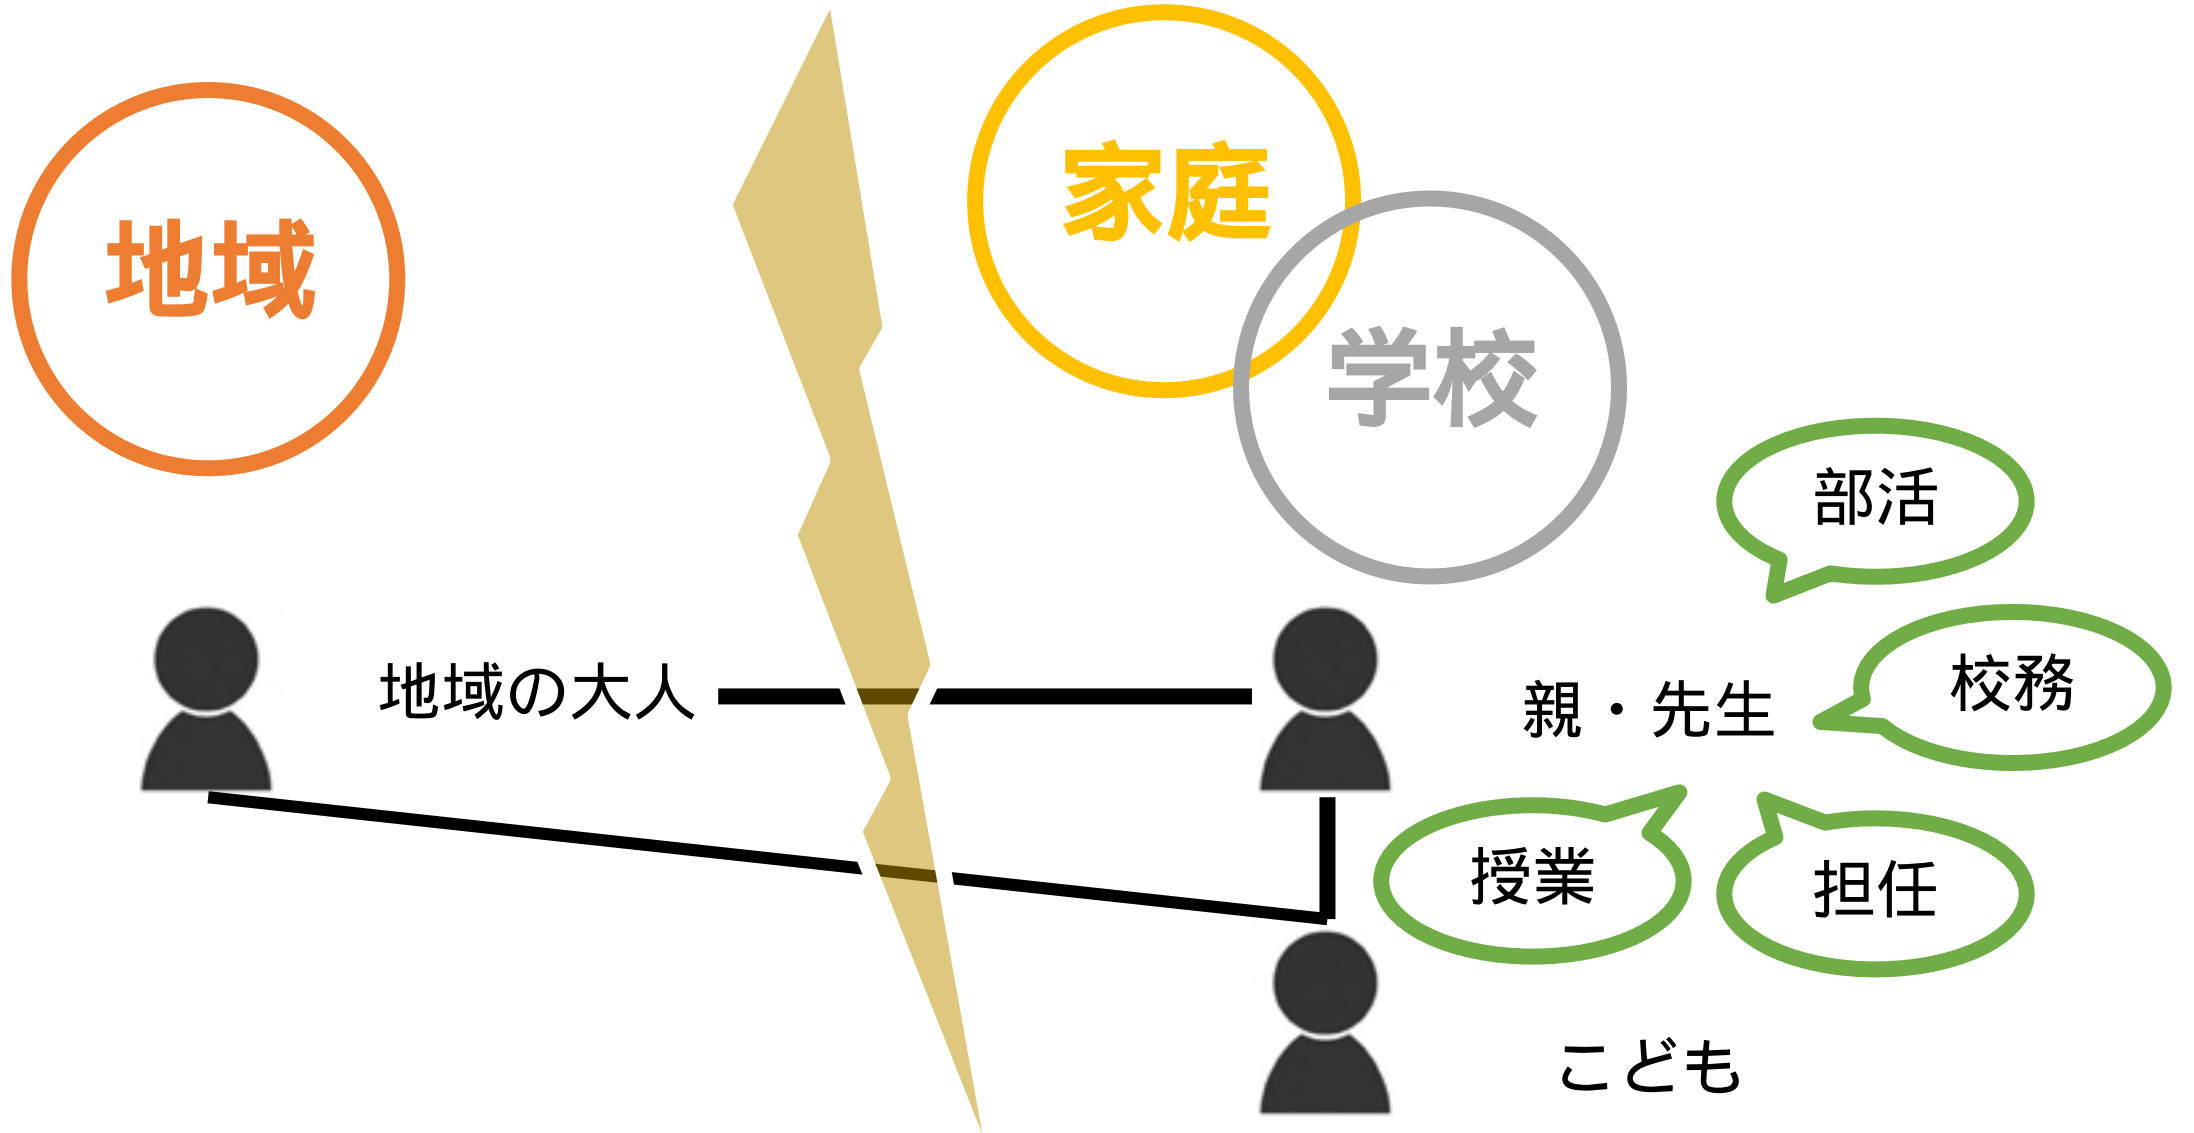 地域
家庭
学校
部活
地域の大人
親・先生
校務
授業
担任
こども